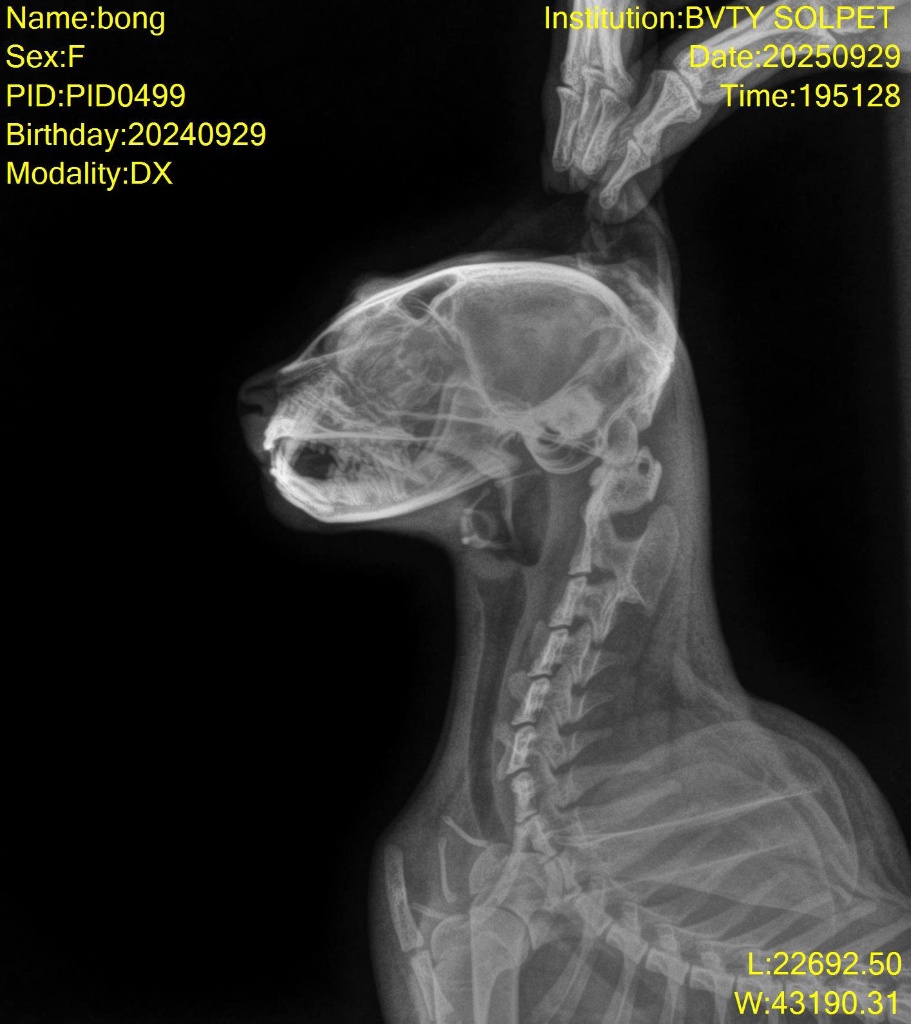 Name:bong
Sex:F
PID:PID0499
Birthday:20240929
Modality:DX
Institution:BVTY SOLPET
Date:20250929
Time:195128
L:22692.50
W:43190.31